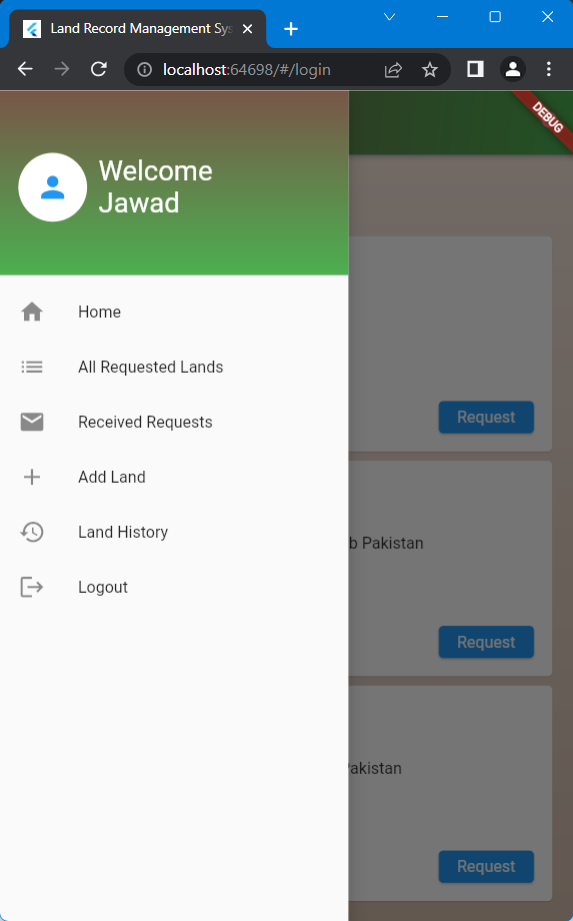 Land Record Management Sys
localhost:64698/#/login
DEBUG
Welcome
Jawad
Home
All Requested Lands
Received Requests
Request
Add Land
Land History
b Pakistan
Logout
Request
Pakistan
Request